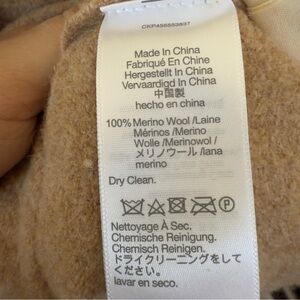 Made In China
Fabriqué En Chine
Hergestellt In China
Vervaardigd In China
中国製
hecho en china
100% Merino Wool /Laine
Mérinos /Merino
Wolle /Merinowol /
メリノウール /lana
merino
Dry Clean.
P
Nettoyage À Sec.
Chemische Reinigung.
Chemisch Reinigen.
ドライクリーニングをして
ください。
lavar en seco.